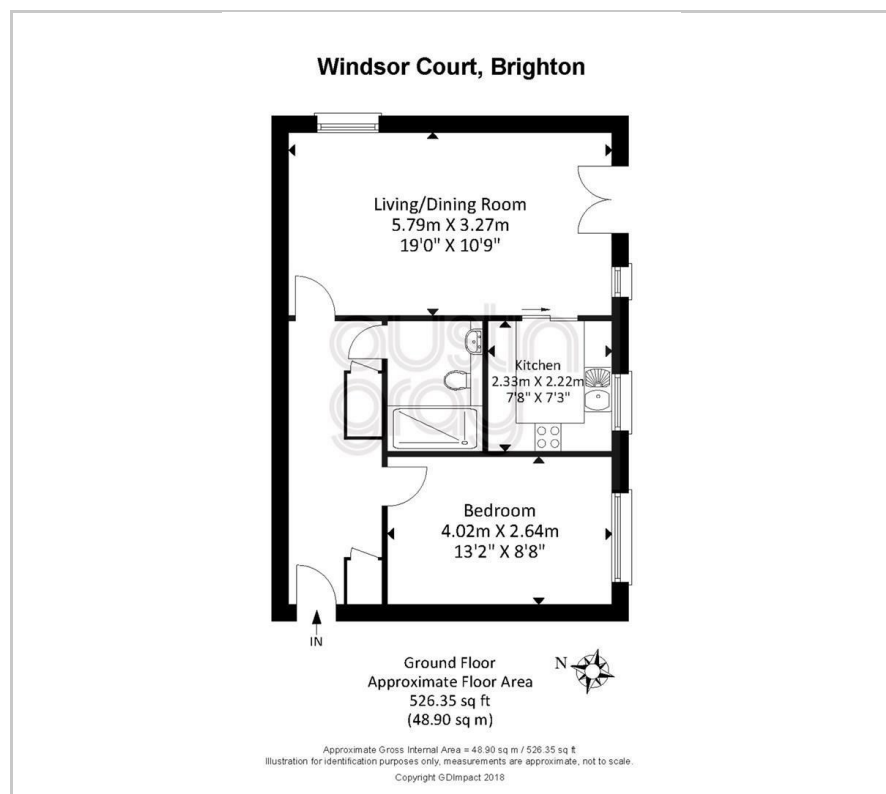 Windsor Court, Brighton
Living/Dining Room
5.79m X 3.27m
19'0" X 10'9"
austin
gray
Kitchen
2.33m X 2.22m
7'8" X 7'3"
Bedroom
4.02m X 2.64m
13'2" X 8'8"
IN
Ground Floor
Approximate Floor Area
526.35 sq ft
(48.90 sq m)
N
Approximate Gross Internal Area = 48.90 sq m / 526.35 sq ft
Illustration for identification purposes only, measurements are approximate, not to scale.
Copyright GDImpact 2018